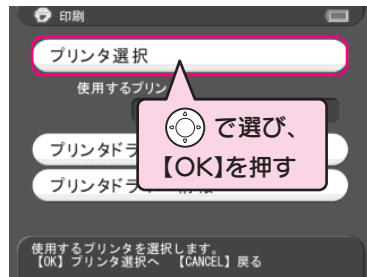 印刷
プリンタ選択
使用するプリン
で選び、
【OK】を押す
プリンタド
プリンタド
使用するプリンタを選択します。
【OK】プリンタ選択へ 【CANCEL】戻る